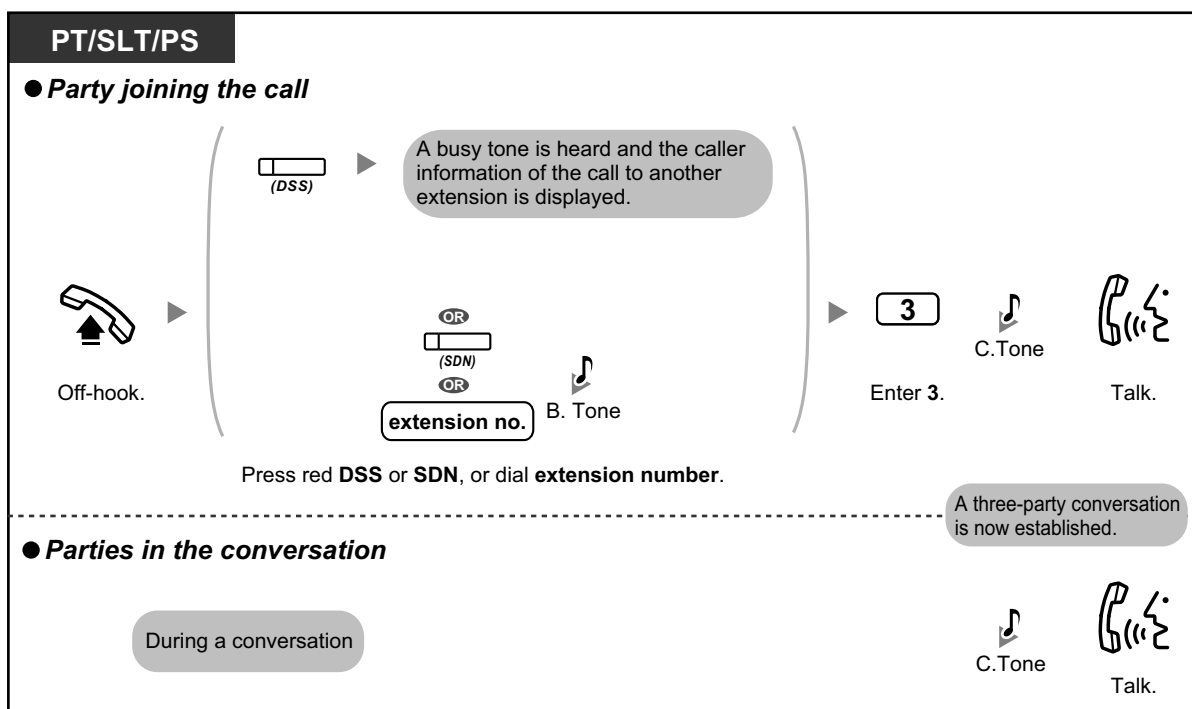 PT/SLT/PS
● Party joining the call
(DSS)
A busy tone is heard and the caller
information of the call to another
extension is displayed.
OR
(SDN)
OR
extension no.
B. Tone
Off-hook.
3
C.Tone
Enter 3.
Talk.
Press red DSS or SDN, or dial extension number.
A three-party conversation
is now established.
● Parties in the conversation
During a conversation
C.Tone
Talk.